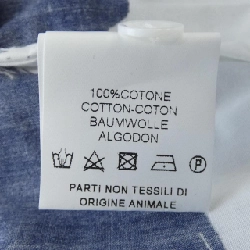 100%COTONE
COTTON-COTON
BAUMWOLLE
ALGODON
P
PARTI NON TESSILI DI
ORIGINE ANIMALE